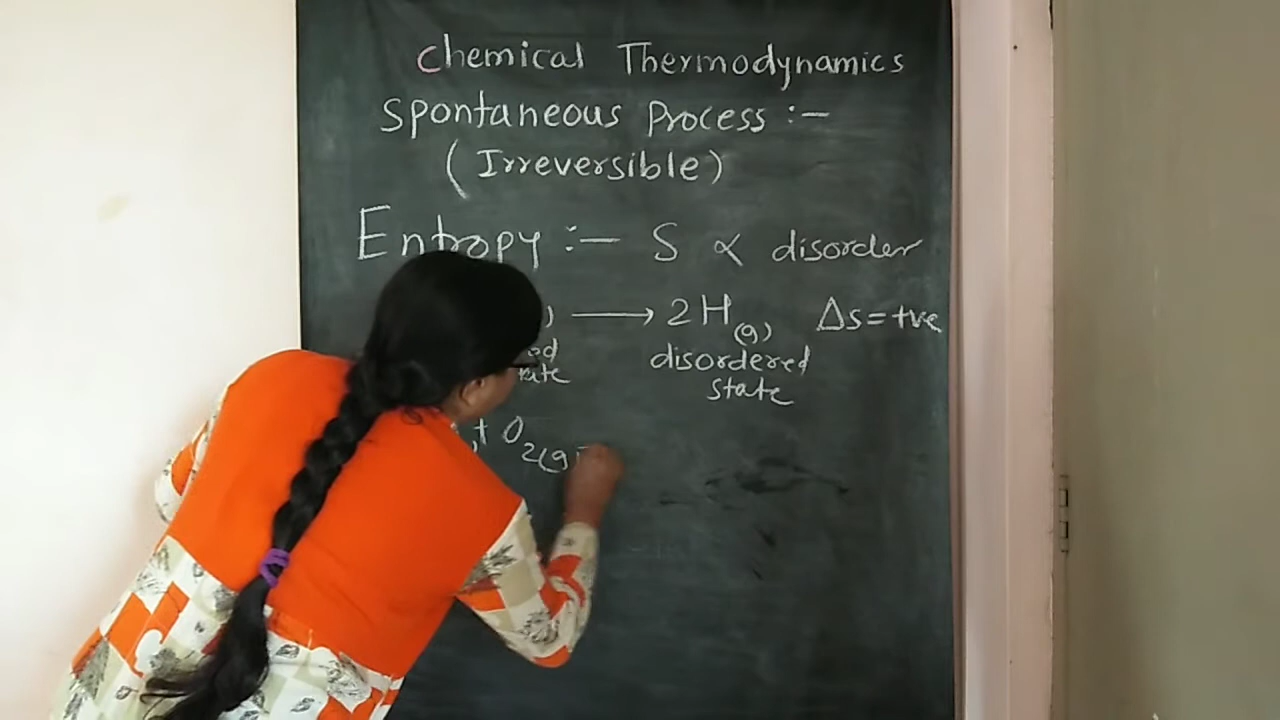 Chemical Thermodynamics
Spontaneous Process :-
(Irreversible)
Entropy :- S ∝ disorder
) ⟶ 2H(g) ΔS=+ve
disordered
state
+ O2(g)